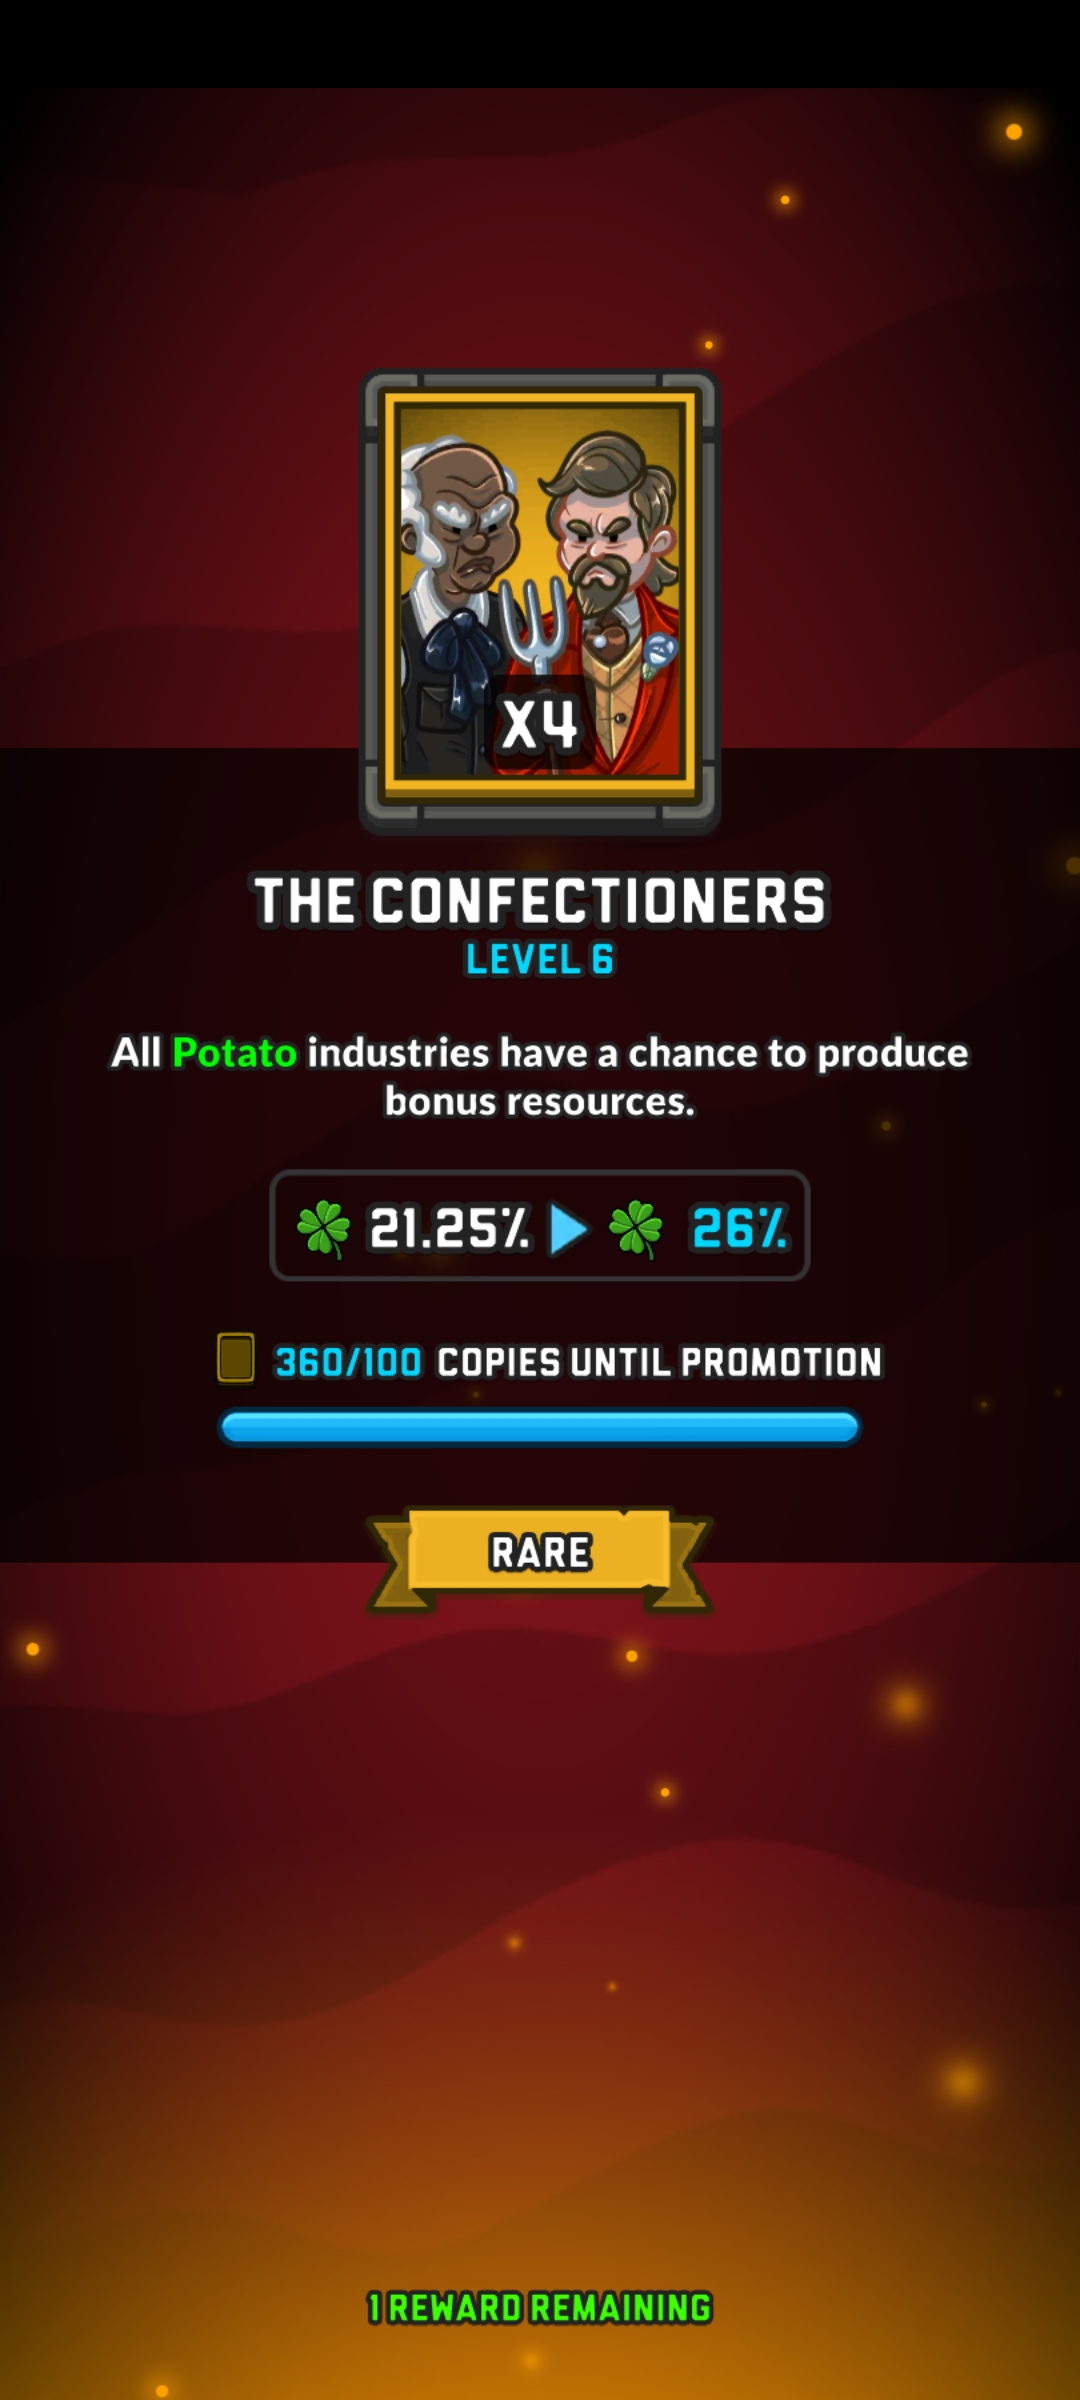 X4
THE CONFECTIONERS
LEVEL 6
All Potato industries have a chance to produce
bonus resources.
21.25% 26%
360/100 COPIES UNTIL PROMOTION
RARE
1 REWARD REMAINING